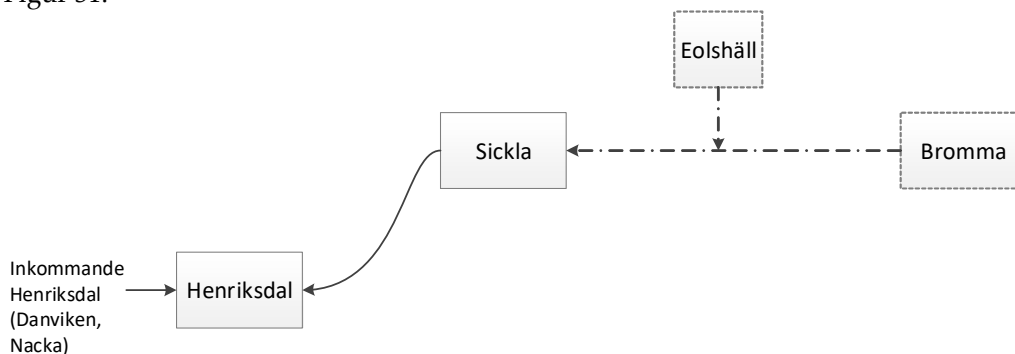 Figur 31.
Eolshäll
Sickla
Bromma
Inkommande
Henriksdal
(Danviken,
Nacka)
Henriksdal